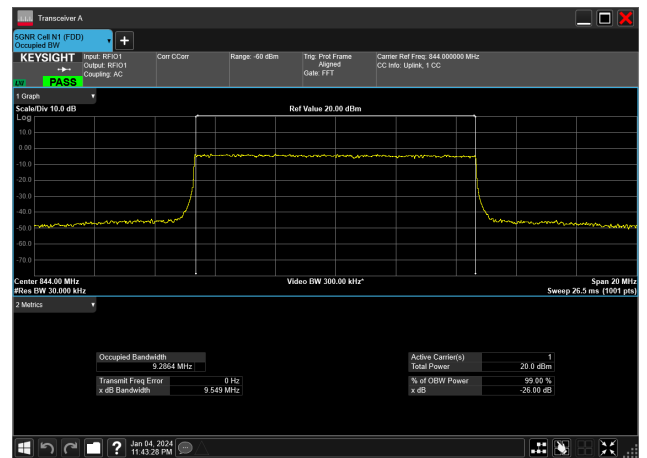 Transceiver A
5GNR Cell N1 (FDD)
Occupied BW
KEYSIGHT
LXI
PASS
Input: RFIO1
Output: RFIO1
Coupling: AC
Corr CCorr
Range: -60 dBm
Trig: Prot Frame
Aligned
Gate: FFT
Carrier Ref Freq: 844.000000 MHz
CC Info: Uplink, 1 CC
1 Graph
Scale/Div 10.0 dB
Ref Value 20.00 dBm
Log
10.0
0.00
-10.0
-20.0
-30.0
-40.0
-50.0
-60.0
-70.0
Center 844.00 MHz
Video BW 300.00 kHz*
Span 20 MHz
#Res BW 30.000 kHz
Sweep 26.5 ms (1001 pts)
2 Metrics
Occupied Bandwidth
9.2864 MHz
Active Carrier(s) 1
Total Power 20.0 dBm
Transmit Freq Error 0 Hz
x dB Bandwidth 9.549 MHz
% of OBW Power 99.00 %
x dB -26.00 dB
Jan 04, 2024
11:43:28 PM